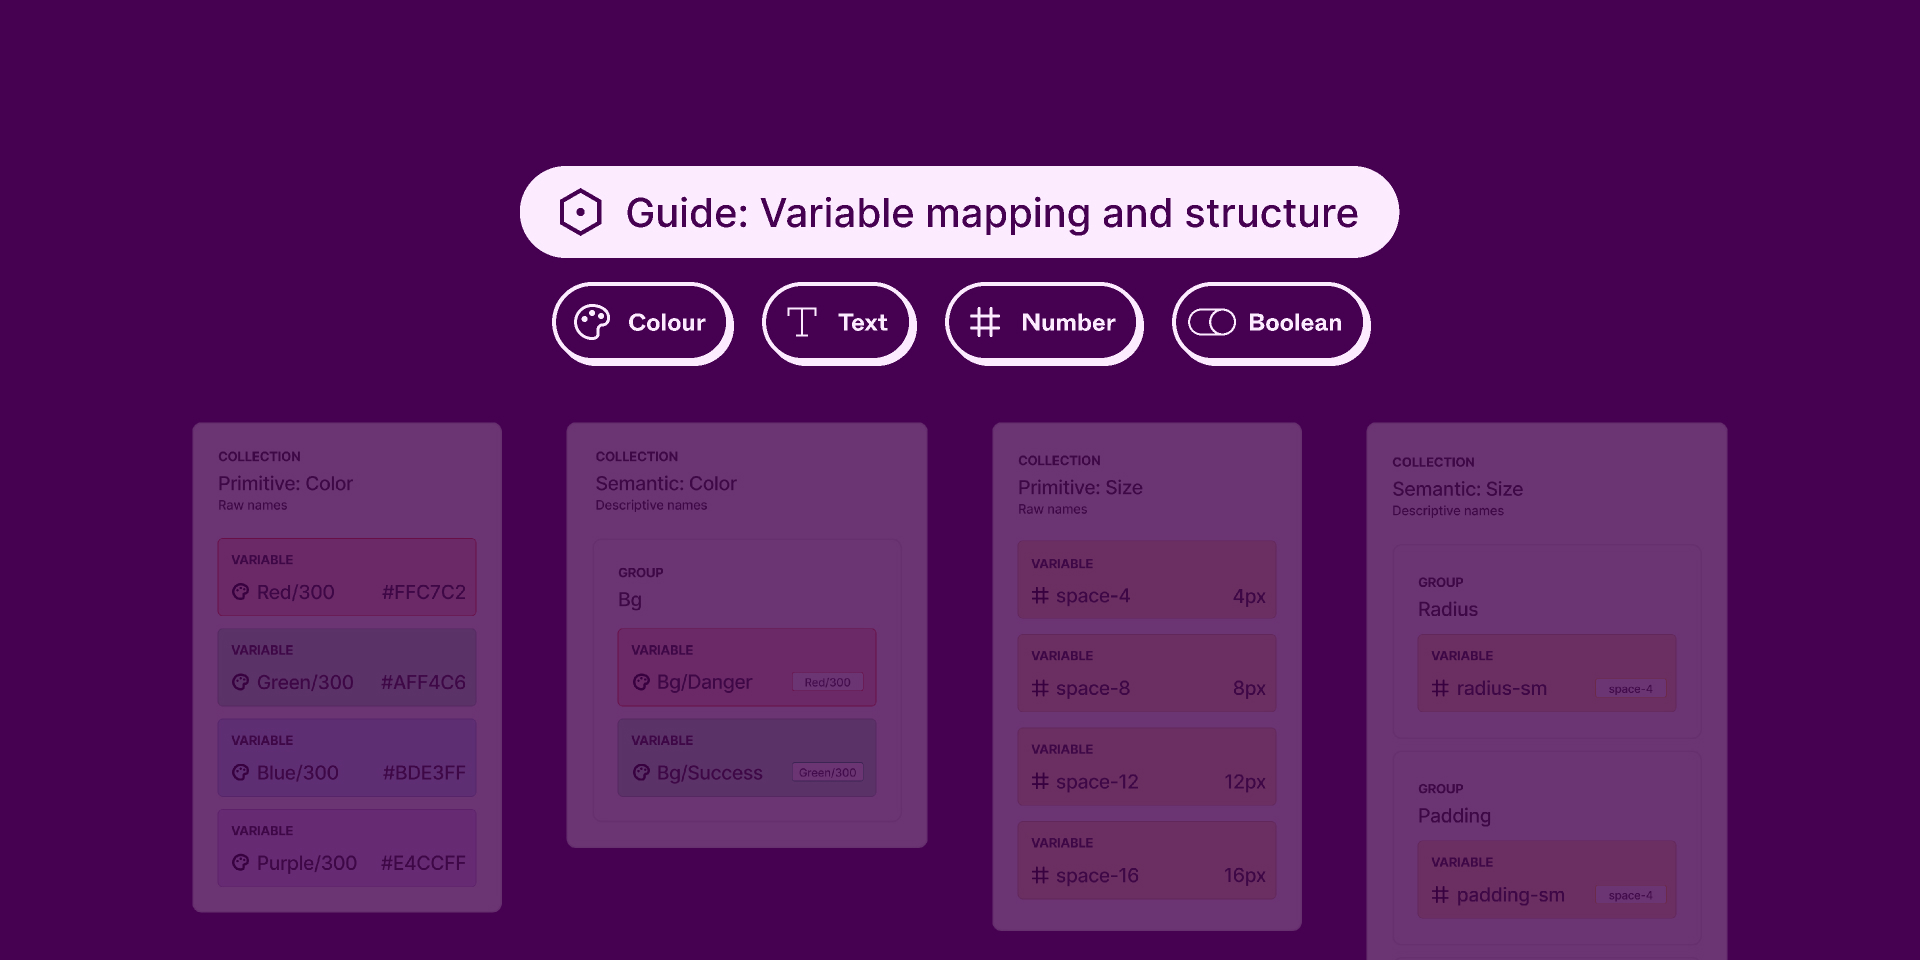 Guide: Variable mapping and structure
Colour
Text
Number
Boolean
COLLECTION
Primitive: Color
Raw names
VARIABLE
Red/300 #FFC7C2
VARIABLE
Green/300 #AFF4C6
VARIABLE
Blue/300 #BDE3FF
VARIABLE
Purple/300 #E4CCFF
COLLECTION
Semantic: Color
Descriptive names
GROUP
Bg
VARIABLE
Bg/Danger Red/300
VARIABLE
Bg/Success Green/300
COLLECTION
Primitive: Size
Raw names
VARIABLE
space-4 4px
VARIABLE
space-8 8px
VARIABLE
space-12 12px
VARIABLE
space-16 16px
COLLECTION
Semantic: Size
Descriptive names
GROUP
Radius
VARIABLE
radius-sm space-4
GROUP
Padding
VARIABLE
padding-sm space-4